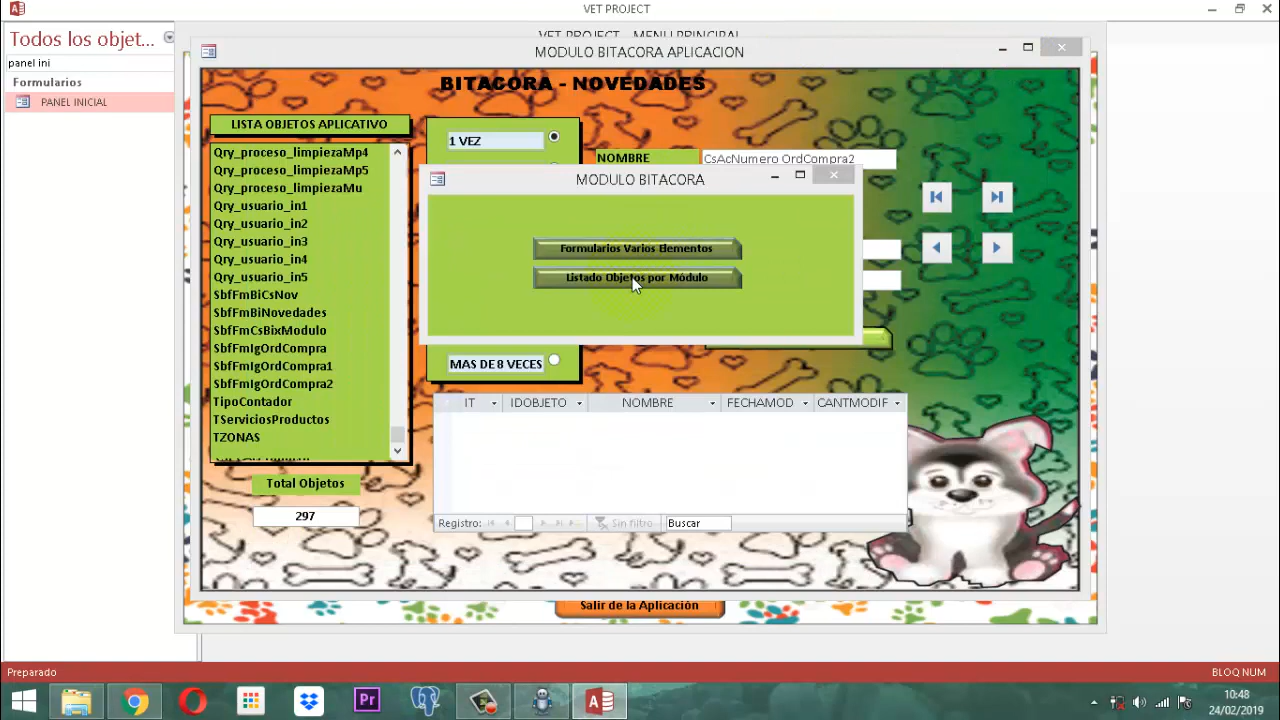 VET PROJECT
Todos los objet...
panel ini
Formularios
PANEL INICIAL
VET PROJECT - MENU PRINCIPAL
MODULO BITACORA APLICACION
BITACORA - NOVEDADES
LISTA OBJETOS APLICATIVO
Qry_proceso_limpiezaMp4
Qry_proceso_limpiezaMp5
Qry_proceso_limpiezaMu
Qry_usuario_in1
Qry_usuario_in2
Qry_usuario_in3
Qry_usuario_in4
Qry_usuario_in5
SbfFmBiCsNov
SbfFmBiNovedades
SbfFmCsBixModulo
SbfFmIgOrdCompra
SbfFmIgOrdCompra1
SbfFmIgOrdCompra2
TipoContador
TServiciosProductos
TZONAS
Total Objetos
297
1 VEZ
NOMBRE
CsAcNumero OrdCompra2
MODULO BITACORA
Formularios Varios Elementos
Listado Objetos por Módulo
MAS DE 8 VECES
IT IDOBJETO NOMBRE FECHAMOD CANTMODIF
Registro: Sin filtro Buscar
Salir de la Aplicación
Preparado
BLOQ NUM
Pr
10:48
24/02/2019